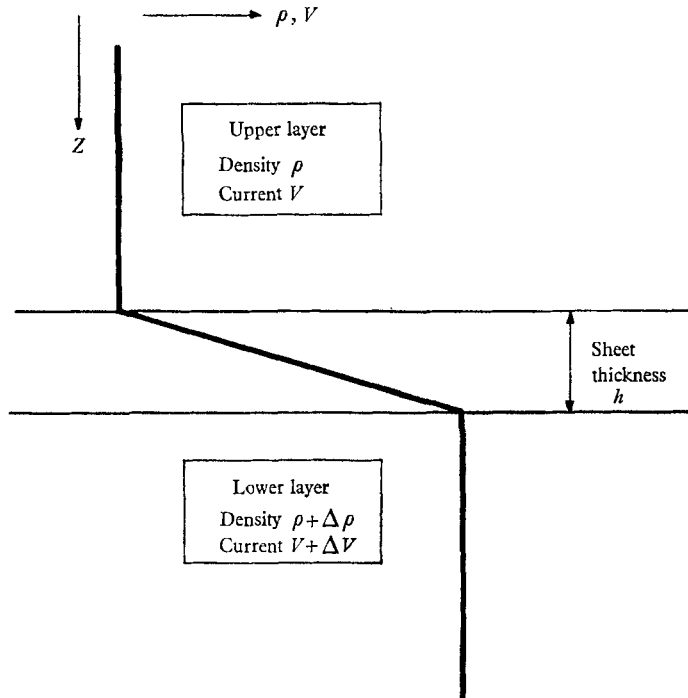 ρ, V
Z
Upper layer
Density ρ
Current V
Sheet
thickness
h
Lower layer
Density ρ + Δρ
Current V + ΔV